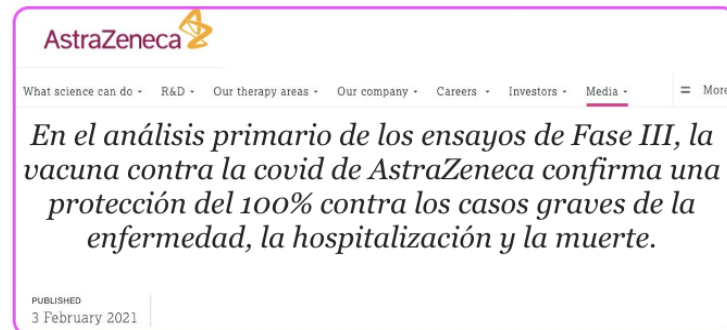 AstraZeneca
What science can do R&D Our therapy areas Our company Careers Investors Media More
En el análisis primario de los ensayos de Fase III, la
vacuna contra la covid de AstraZeneca confirma una
protección del 100% contra los casos graves de la
enfermedad, la hospitalización y la muerte.
PUBLISHED
3 February 2021